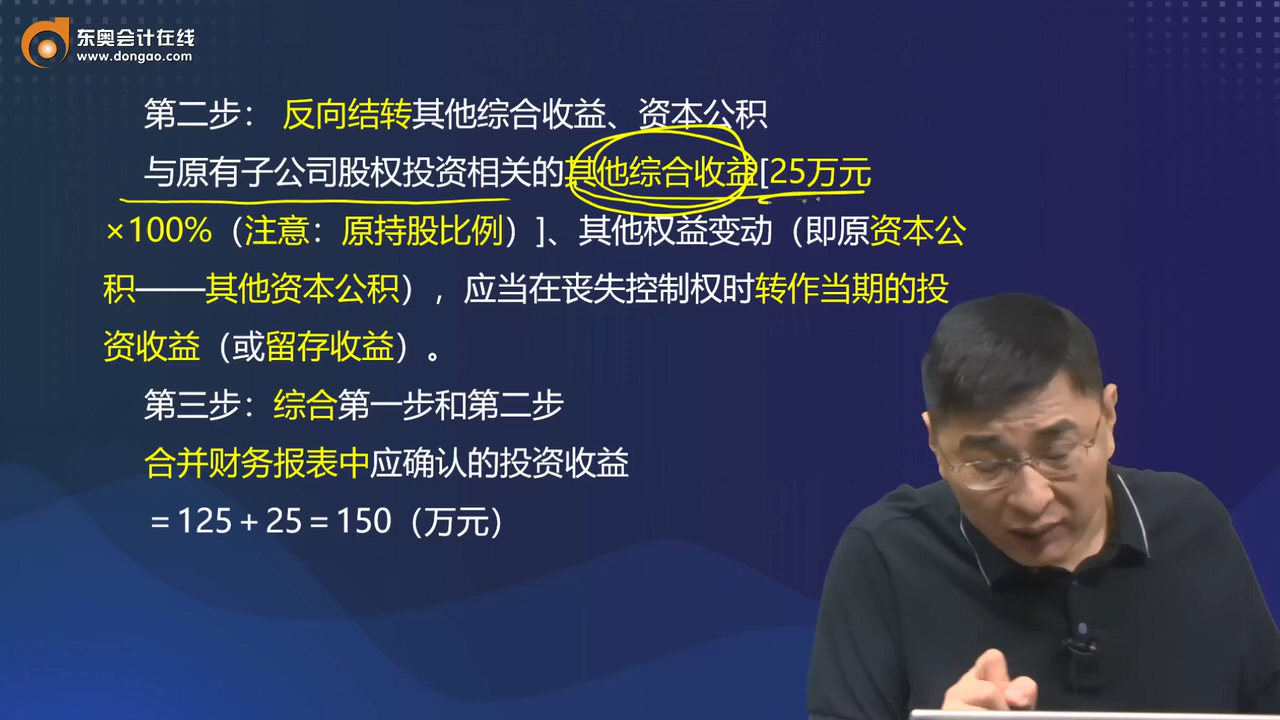 东奥会计在线
www.dongao.com
第二步：反向结转其他综合收益、资本公积
与原有子公司股权投资相关的其他综合收益[25万元
×100%（注意：原持股比例）]、其他权益变动（即原资本公
积——其他资本公积），应当在丧失控制权时转作当期的投
资收益（或留存收益）。
第三步：综合第一步和第二步
合并财务报表中应确认的投资收益
＝125＋25＝150（万元）